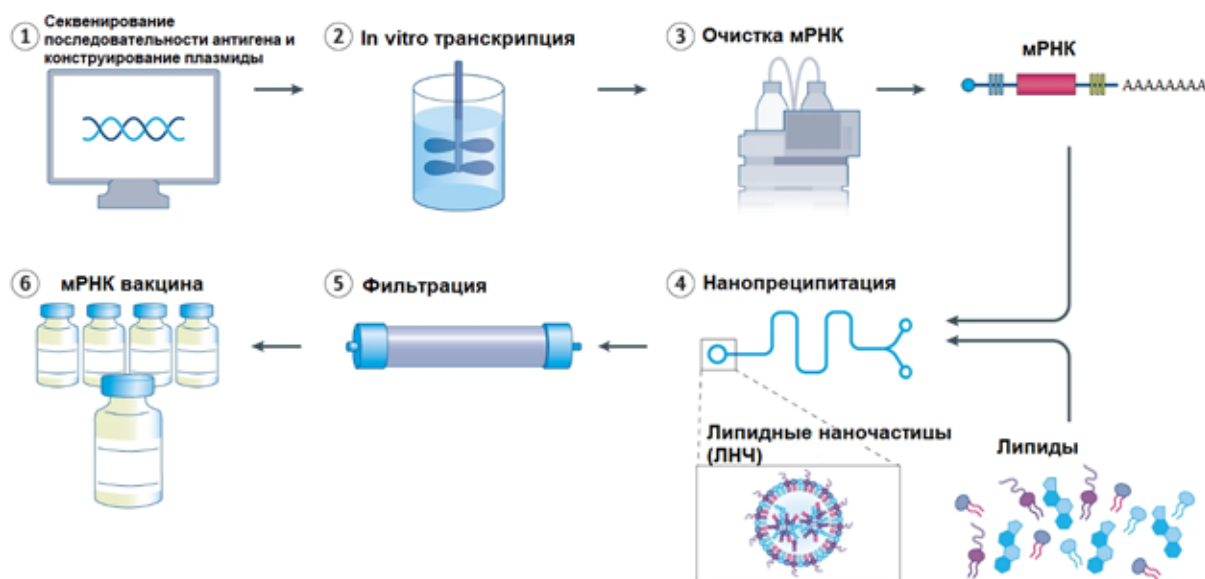 1 Секвенирование
последовательности антигена и
конструирование плазмиды
2 In vitro транскрипция
3 Очистка мРНК
мРНК
AAAAAAAA
6 мРНК вакцина
5 Фильтрация
4 Нанопреципитация
Липидные наночастицы
(ЛНЧ)
Липиды